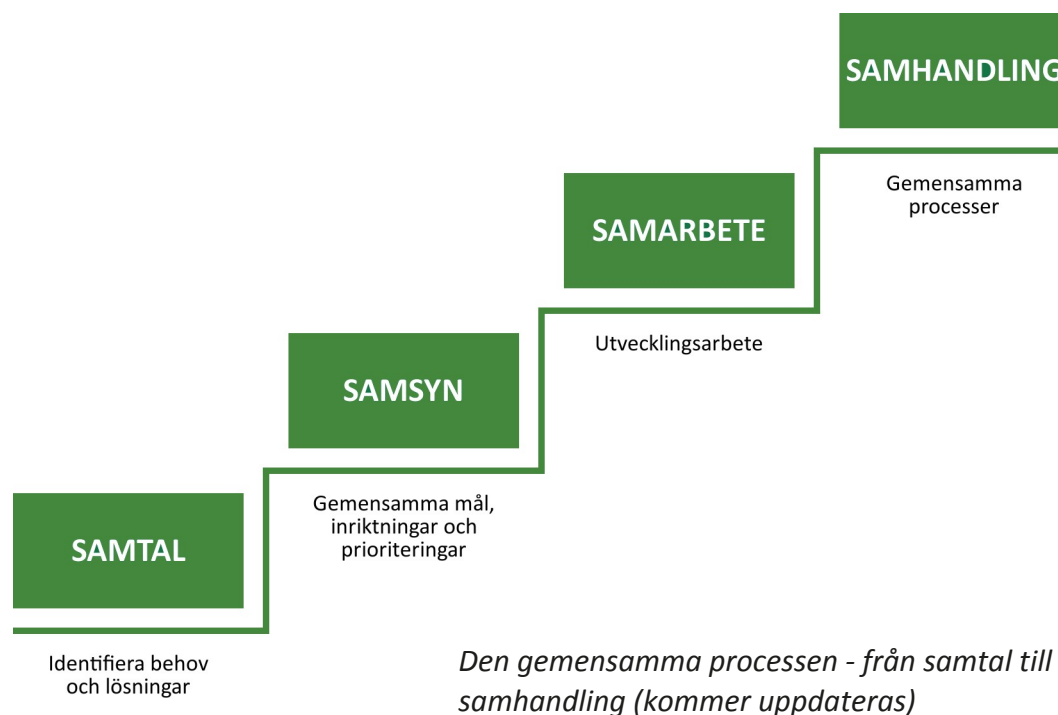 SAMHANDLING
Gemensamma
processer
SAMARBETE
Utvecklingsarbete
SAMSYN
Gemensamma mål,
inriktningar och
prioriteringar
SAMTAL
Identifiera behov
och lösningar
Den gemensamma processen - från samtal till
samhandling (kommer uppdateras)